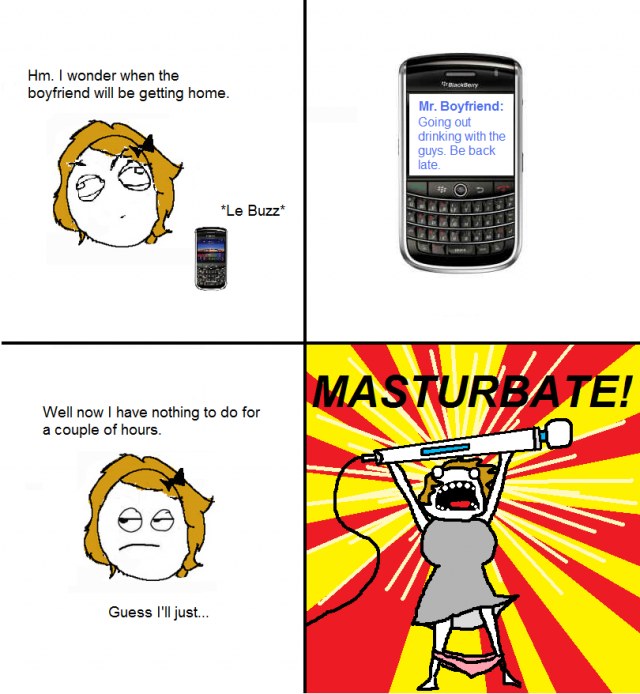 Hm. I wonder when the
boyfriend will be getting home.
*Le Buzz*
BlackBerry
Mr. Boyfriend:
Going out
drinking with the
guys. Be back
late.
Well now I have nothing to do for
a couple of hours.
Guess I'll just...
MASTURBATE!